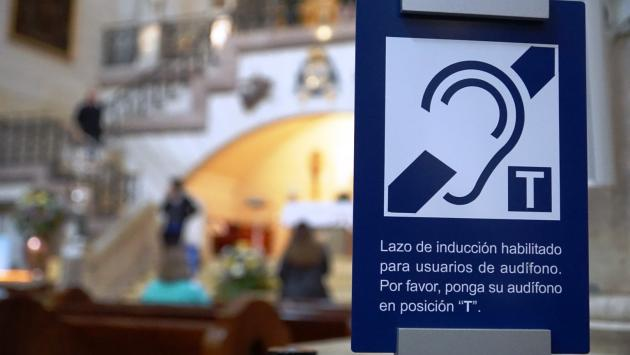 T
Lazo de inducción habilitado
para usuarios de audífono.
Por favor, ponga su audífono
en posición “T”.